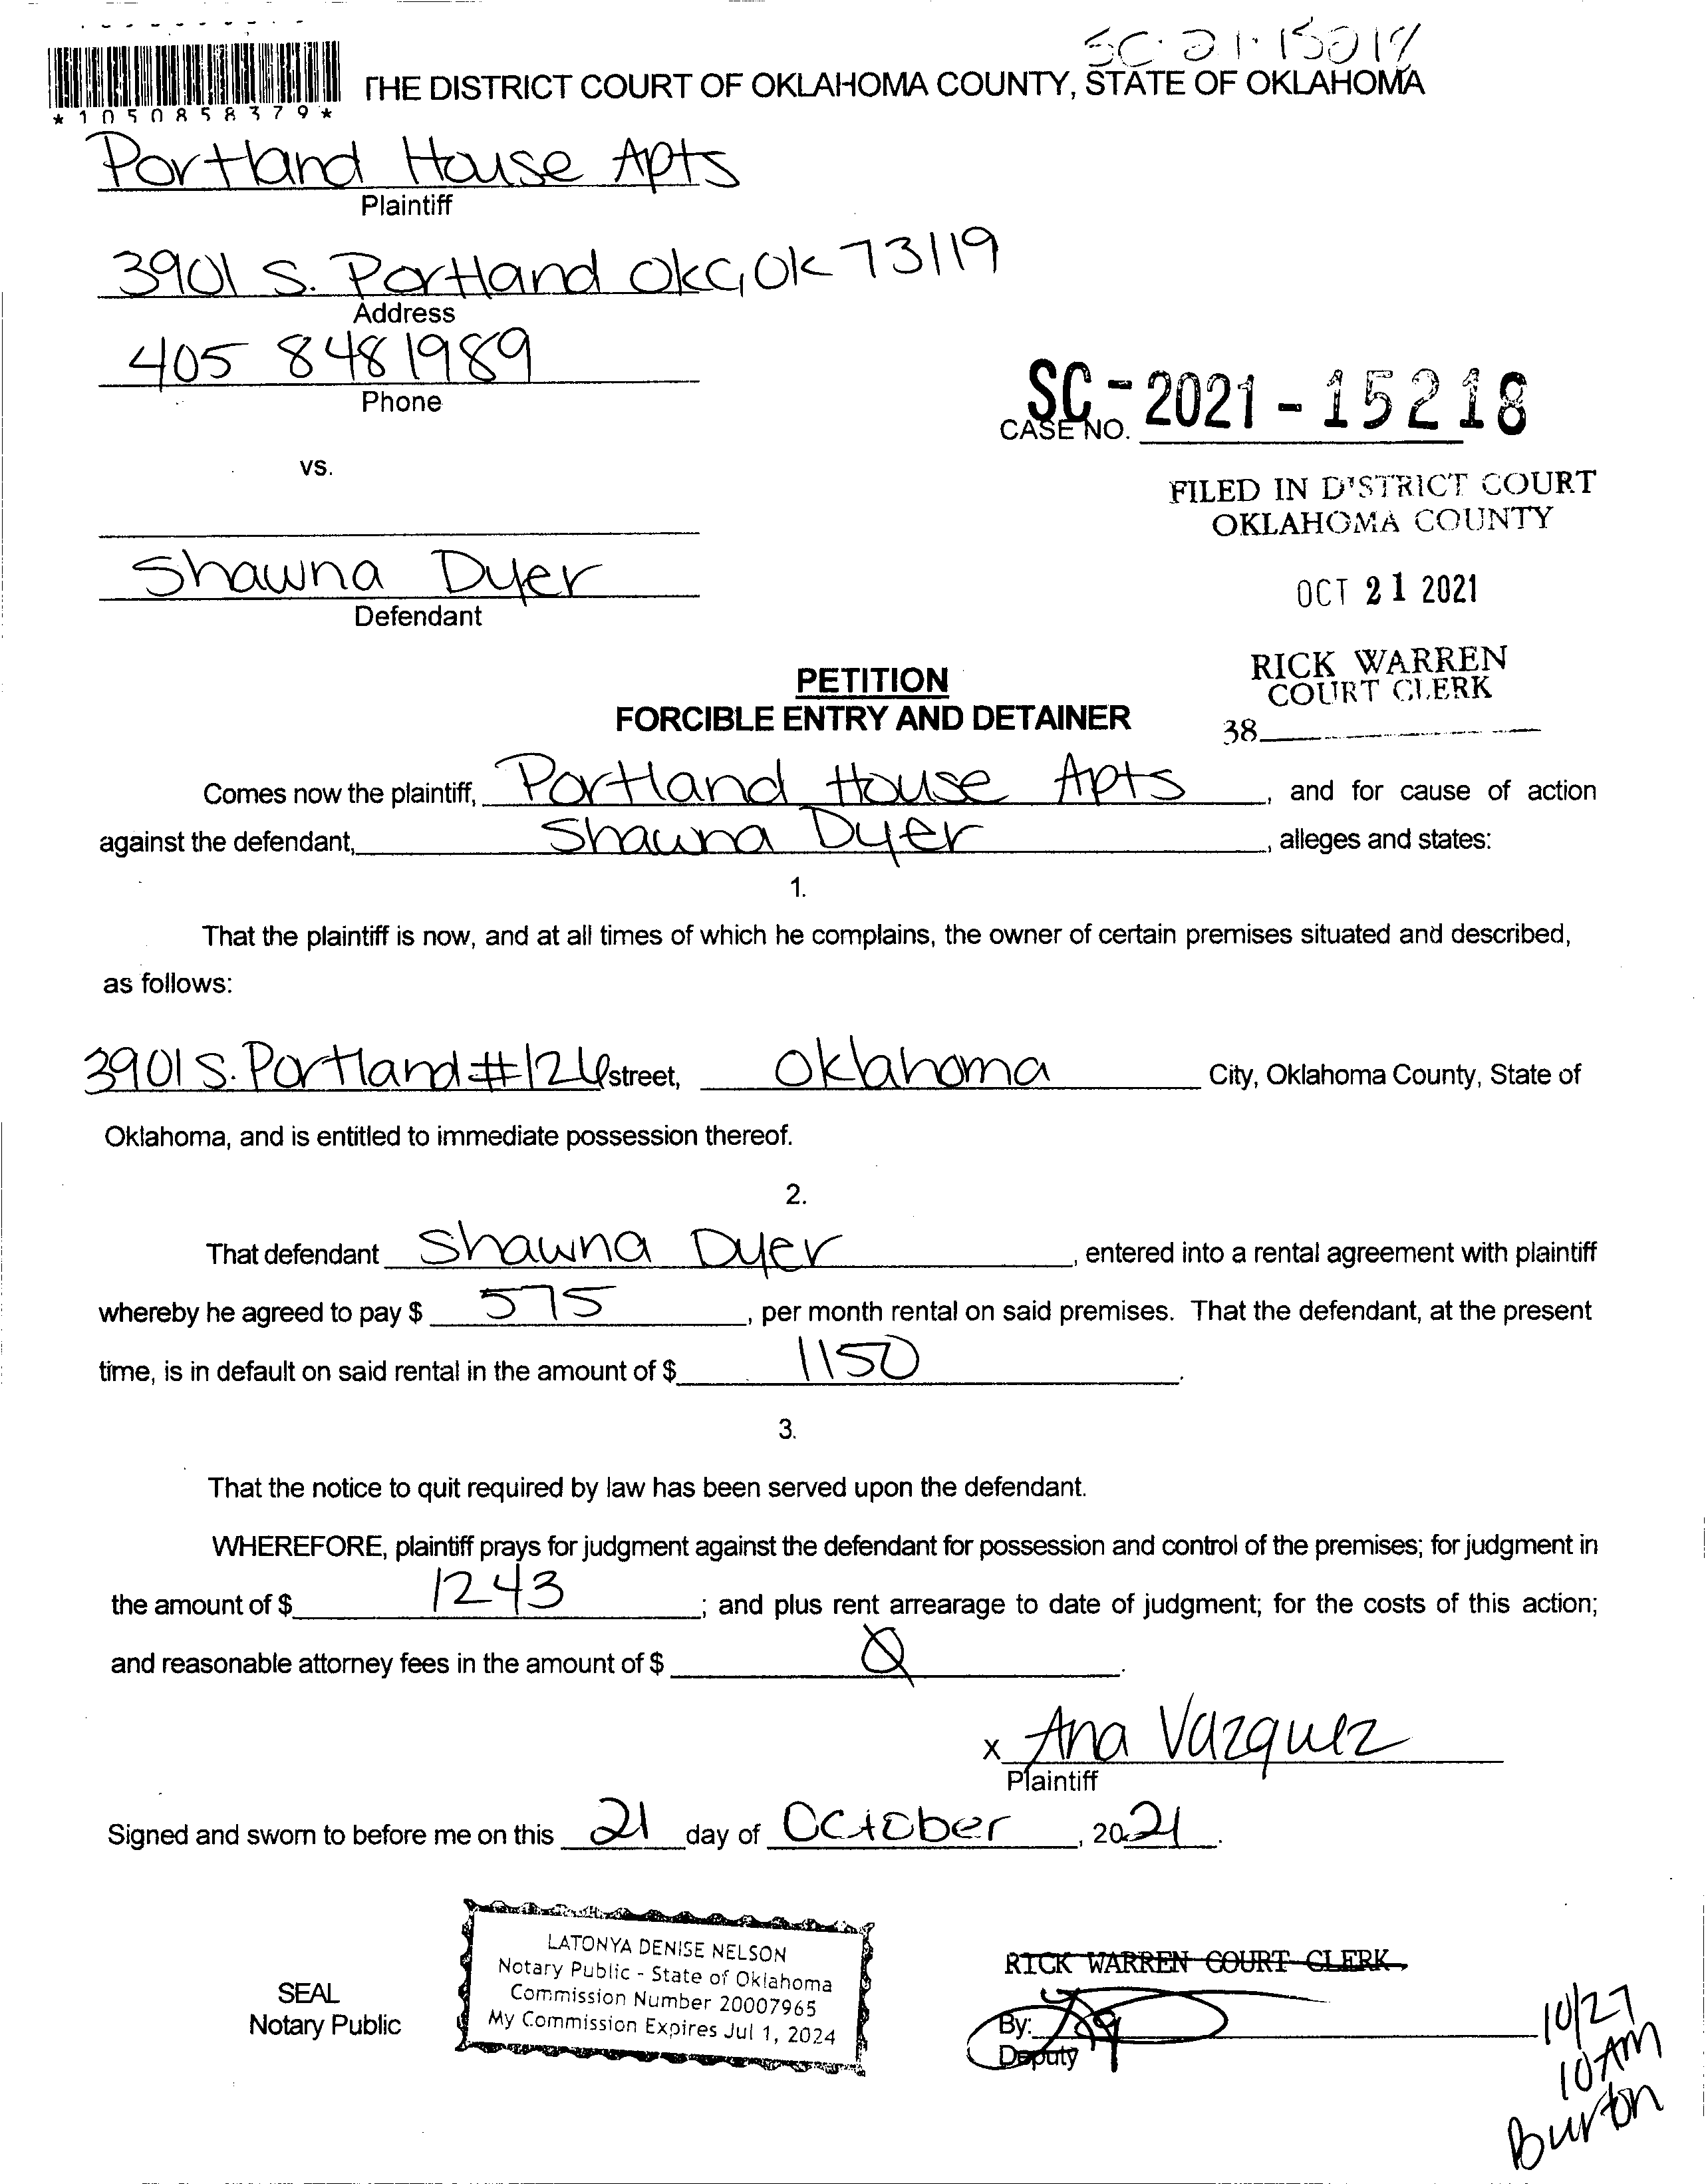 SC-21-15218
THE DISTRICT COURT OF OKLAHOMA COUNTY, STATE OF OKLAHOMA
*1050858379*
Portland House Apts
Plaintiff
3901 S. Portland OKC, OK 73119
Address
405 848 1989
Phone
SC-2021-15218
CASE NO.
vs.
FILED IN DISTRICT COURT
OKLAHOMA COUNTY
Shawna Dyer
Defendant
OCT 21 2021
RICK WARREN
COURT CLERK
38
PETITION
FORCIBLE ENTRY AND DETAINER
Comes now the plaintiff, Portland House Apts, and for cause of action
against the defendant, Shawna Dyer, alleges and states:
1.
That the plaintiff is now, and at all times of which he complains, the owner of certain premises situated and described,
as follows:
3901 S. Portland #126 street, Oklahoma City, Oklahoma County, State of
Oklahoma, and is entitled to immediate possession thereof.
2.
That defendant Shawna Dyer, entered into a rental agreement with plaintiff
whereby he agreed to pay $ 575, per month rental on said premises. That the defendant, at the present
time, is in default on said rental in the amount of $ 1150.
3.
That the notice to quit required by law has been served upon the defendant.
WHEREFORE, plaintiff prays for judgment against the defendant for possession and control of the premises; for judgment in
the amount of $ 1243; and plus rent arrearage to date of judgment; for the costs of this action;
and reasonable attorney fees in the amount of $ 0.
x Ana Vazquez
Plaintiff
Signed and sworn to before me on this 21 day of October, 2021.
LATONYA DENISE NELSON
Notary Public - State of Oklahoma
Commission Number 20007965
My Commission Expires Jul 1, 2024
SEAL
Notary Public
RICK WARREN COURT CLERK
By:
Deputy
10/27
10 AM
Burton